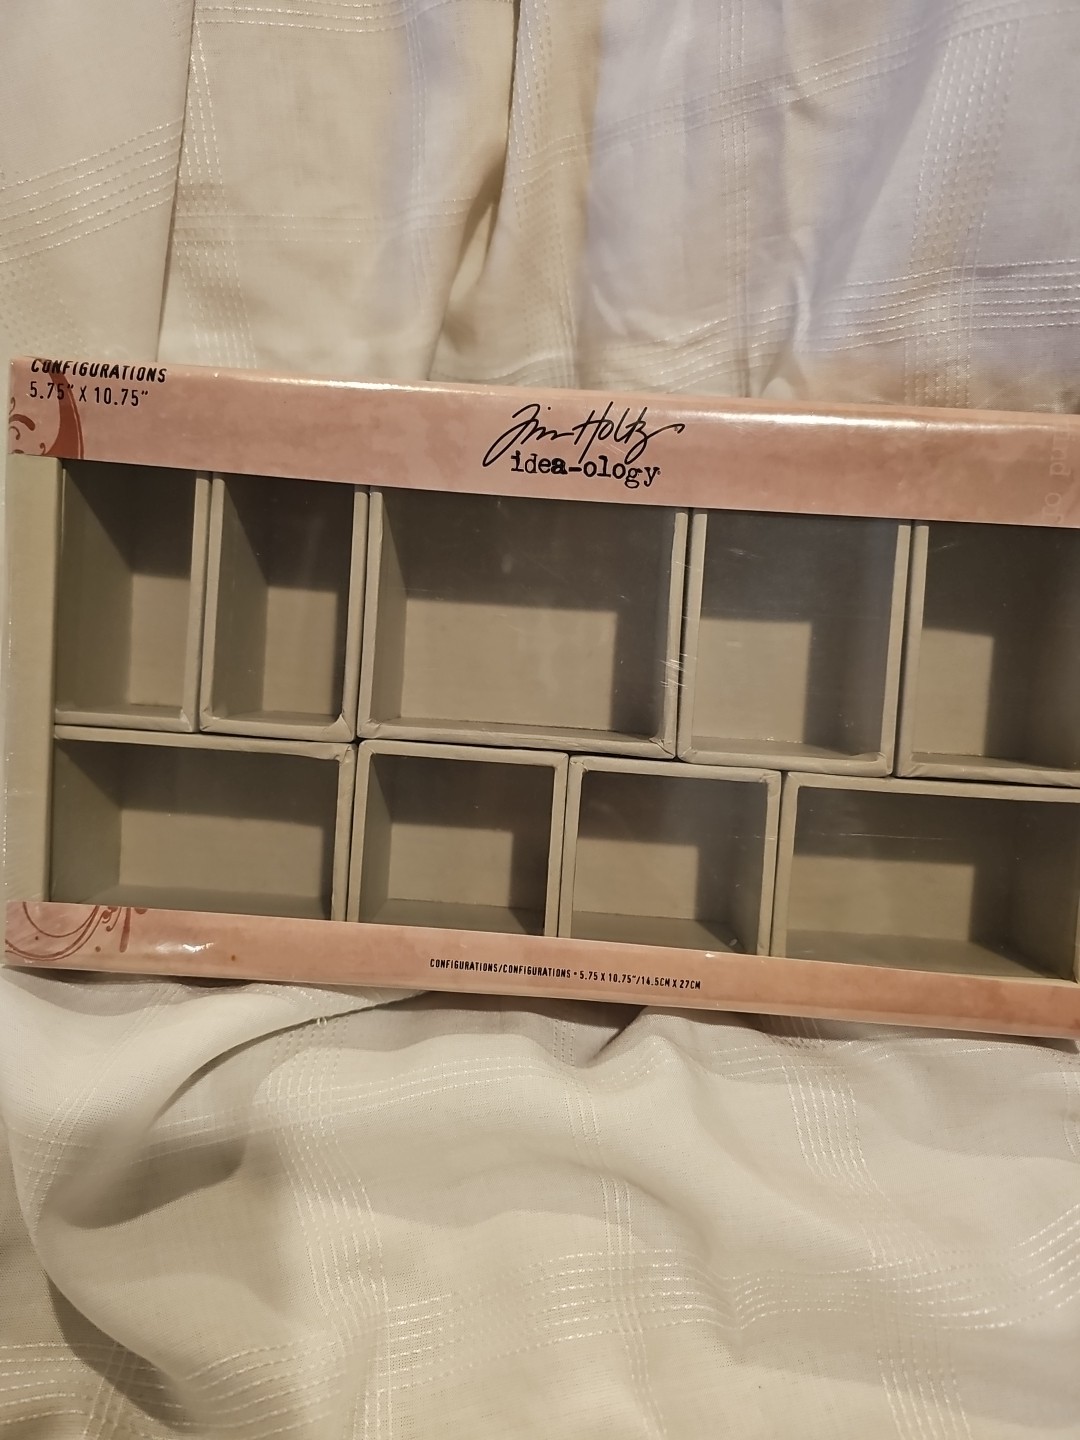 CONFIGURATIONS
5.75" X 10.75"
Tim Holtz
idea-ology
CONFIGURATIONS/CONFIGURATIONS • 5.75 X 10.75"/14.5CM X 27CM